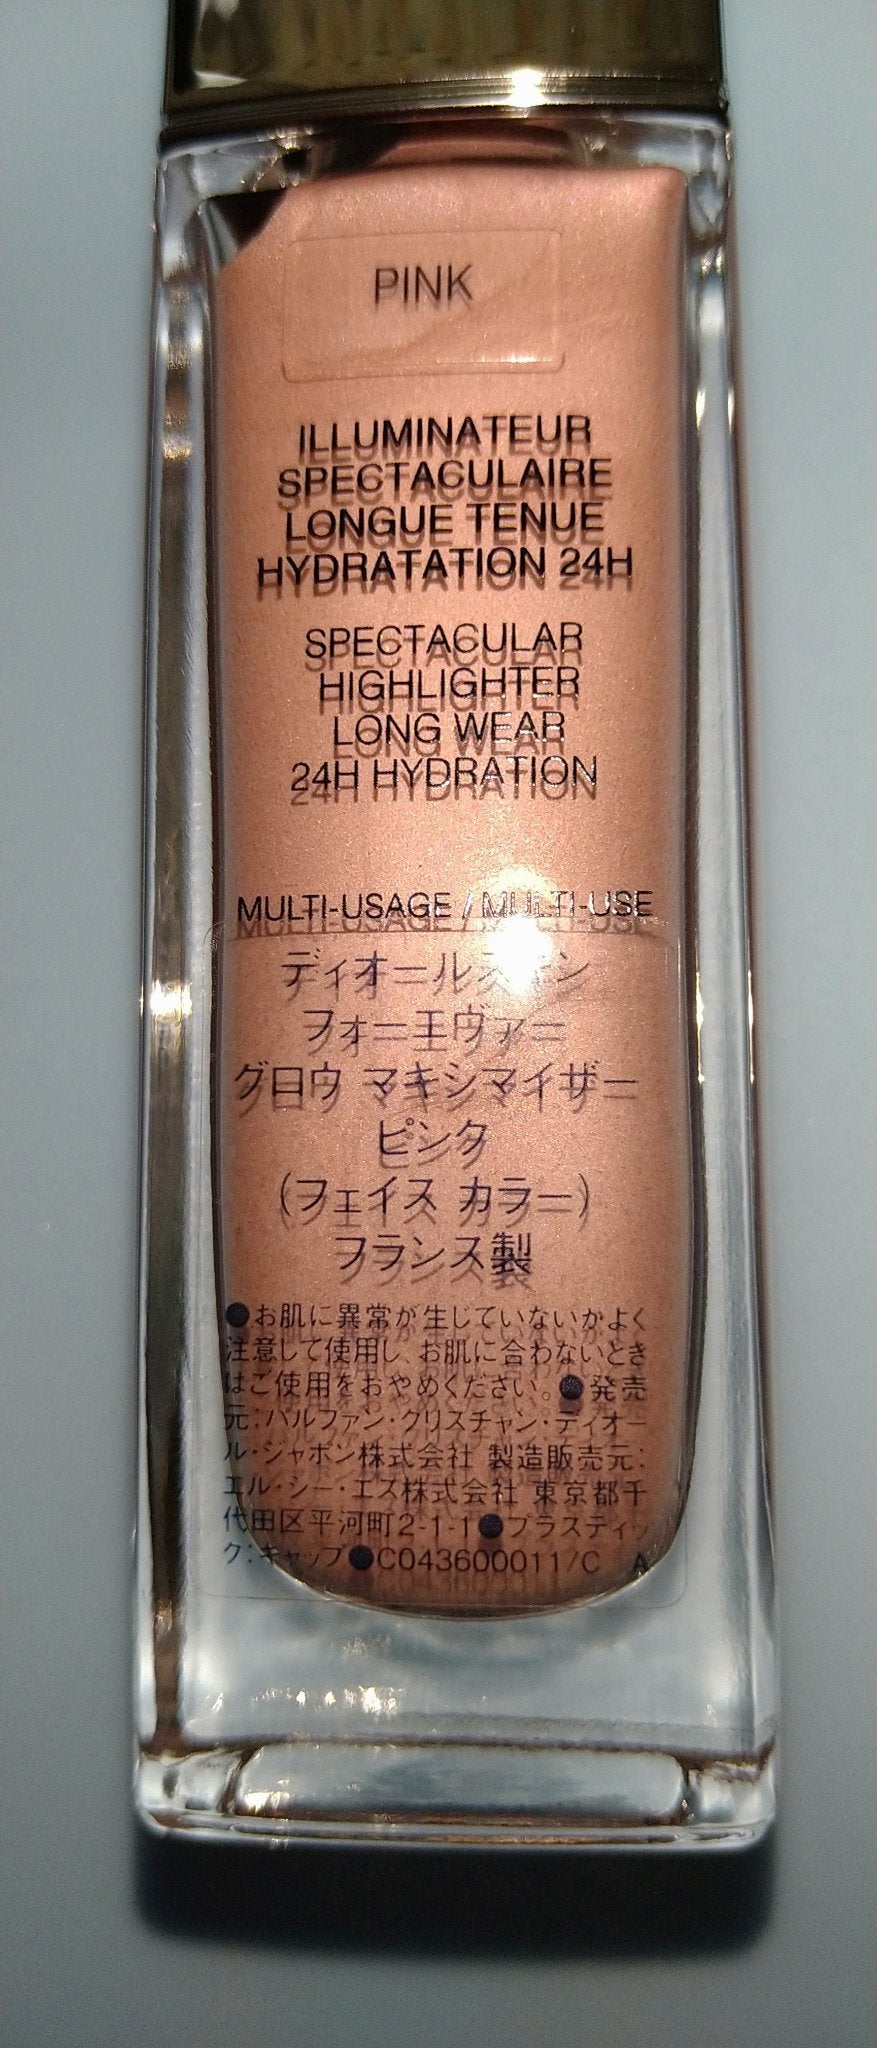 PINK
ILLUMINATEUR
SPECTACULAIRE
LONGUE TENUE
HYDRATATION 24H
SPECTACULAR
HIGHLIGHTER
LONG WEAR
24H HYDRATION
MULTI-USAGE / MULTI-USE
ディオールスキン
フォーエヴァー
グロウ マキシマイザー
ピンク
(フェイス カラー)
フランス製
●お肌に異常が生じていないかよく
注意して使用し、お肌に合わないとき
はご使用をおやめください。●発売
元:パルファン・クリスチャン・ディオー
ル・ジャポン株式会社 製造販売元:
エル・シー・エス株式会社 東京都千
代田区平河町2-1-1●プラスティッ
ク:キャップ●C043600011/C A